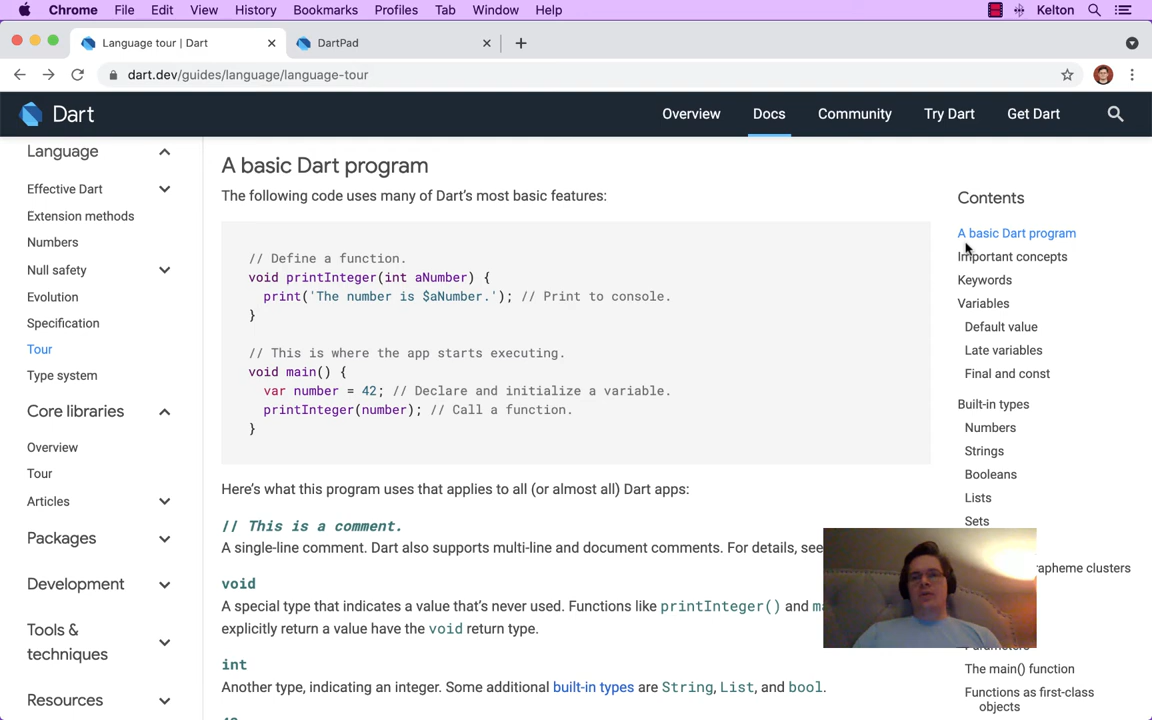 Chrome File Edit View History Bookmarks Profiles Tab Window Help Kelton
Language tour | Dart
DartPad
dart.dev/guides/language/language-tour
Dart
Overview Docs Community Try Dart Get Dart
Language
Effective Dart
Extension methods
Numbers
Null safety
Evolution
Specification
Tour
Type system
Core libraries
Overview
Tour
Articles
Packages
Development
Tools &
techniques
Resources
A basic Dart program
The following code uses many of Dart’s most basic features:
// Define a function.
void printInteger(int aNumber) {
print('The number is $aNumber.'); // Print to console.
}
// This is where the app starts executing.
void main() {
var number = 42; // Declare and initialize a variable.
printInteger(number); // Call a function.
}
Here’s what this program uses that applies to all (or almost all) Dart apps:
// This is a comment.
A single-line comment. Dart also supports multi-line and document comments. For details, see
void
A special type that indicates a value that’s never used. Functions like printInteger() and
explicitly return a value have the void return type.
int
Another type, indicating an integer. Some additional built-in types are String, List, and bool.
Contents
A basic Dart program
Important concepts
Keywords
Variables
Default value
Late variables
Final and const
Built-in types
Numbers
Strings
Booleans
Lists
Sets
apheme clusters
The main() function
Functions as first-class
objects